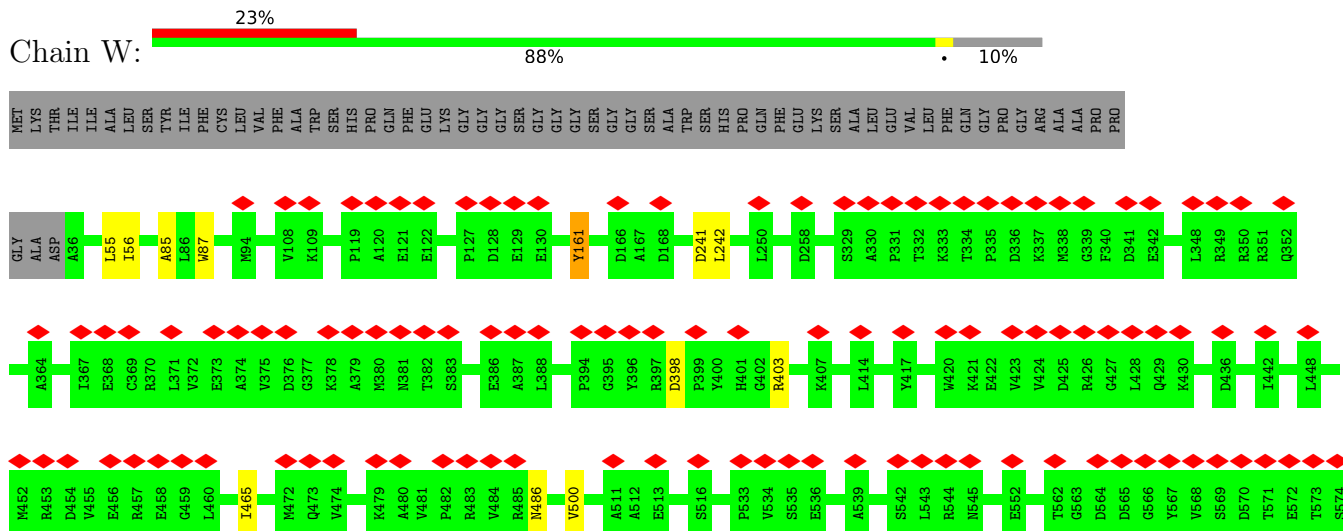 23%
Chain W:
88%
•
10%
MET LYS THR ILE ILE ALA LEU SER TYR ILE PHE CYS LEU VAL PHE ALA TRP SER HIS PRO GLN PHE GLU LYS GLY GLY GLY SER GLY GLY GLY SER GLY GLY SER ALA TRP SER HIS PRO GLN PHE GLU LYS SER ALA LEU GLU VAL LEU PHE GLN GLY PRO GLY ARG ALA ALA PRO PRO
GLY ALA ASP A36 L55 I56 A85 L86 W87 M94 V108 K109 P119 A120 E121 E122 P127 D128 E129 E130 Y161 D166 A167 D168 D241 L242 L250 D258 S329 A330 P331 T332 K333 T334 P335 D336 K337 M338 G339 F340 D341 E342 L348 R349 R350 R351 Q352
A364 I367 E368 C369 R370 L371 V372 E373 A374 V375 D376 G377 K378 A379 M380 N381 T382 S383 E386 A387 L388 P394 G395 Y396 R397 D398 P399 Y400 H401 G402 R403 K407 L414 Y417 W420 K421 E422 V423 V424 D425 R426 G427 L428 Q429 K430 D436 I442 L448
M452 R453 D454 V455 E456 R457 E458 G459 L460 I465 M472 Q473 V474 K479 A480 V481 P482 R483 V484 R485 N486 V500 A511 A512 E513 S516 P533 V534 S535 E536 A539 S542 L543 R544 N545 E552 T562 G563 D564 D565 G566 Y567 V568 S569 D570 T571 E572 T573 T574